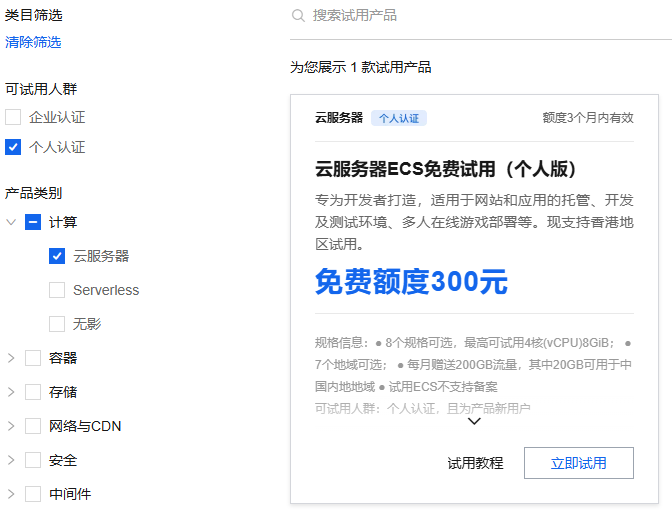 类目筛选
清除筛选
可试用人群
企业认证
个人认证
产品类别
计算
云服务器
Serverless
无影
容器
存储
网络与CDN
安全
中间件
搜索试用产品
为您展示 1 款试用产品
云服务器 个人认证 额度3个月内有效
云服务器ECS免费试用（个人版）
专为开发者打造，适用于网站和应用的托管、开发
及测试环境、多人在线游戏部署等。现支持香港地
区试用。
免费额度300元
规格信息：● 8个规格可选，最高可试用4核(vCPU)8GiB； ●
7个地域可选； ● 每月赠送200GB流量，其中20GB可用于中
国内地地域 ● 试用ECS不支持备案
可试用人群：个人认证，且为产品新用户
试用教程 立即试用